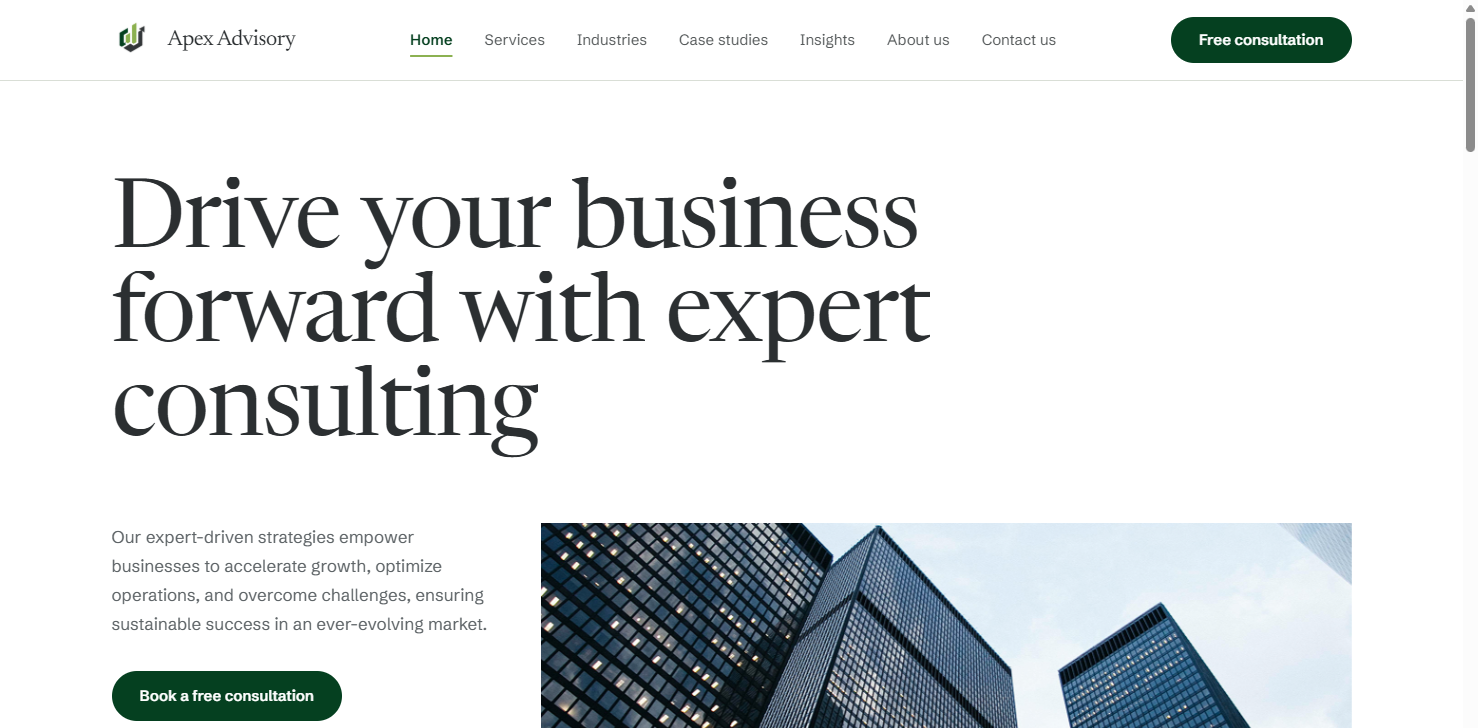 Apex Advisory
Home
Services
Industries
Case studies
Insights
About us
Contact us
Free consultation
Drive your business
forward with expert
consulting
Our expert-driven strategies empower
businesses to accelerate growth, optimize
operations, and overcome challenges, ensuring
sustainable success in an ever-evolving market.
Book a free consultation